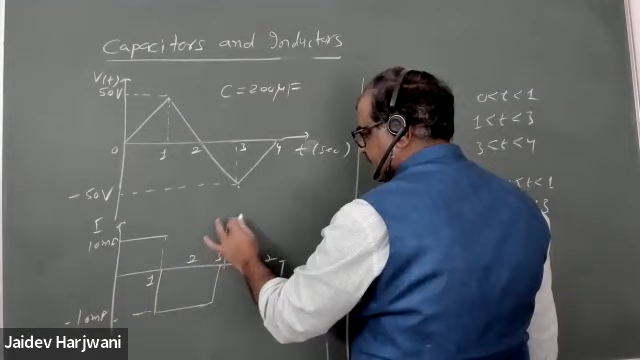 Capacitors and Inductors
V(t)
50V
C = 200μF
0
1
2
3
4
t (sec)
-50V
I
10mA
1
2
3
-10mA
0<t<1
1<t<3
3<t<4
<t<1
Jaidev Harjwani